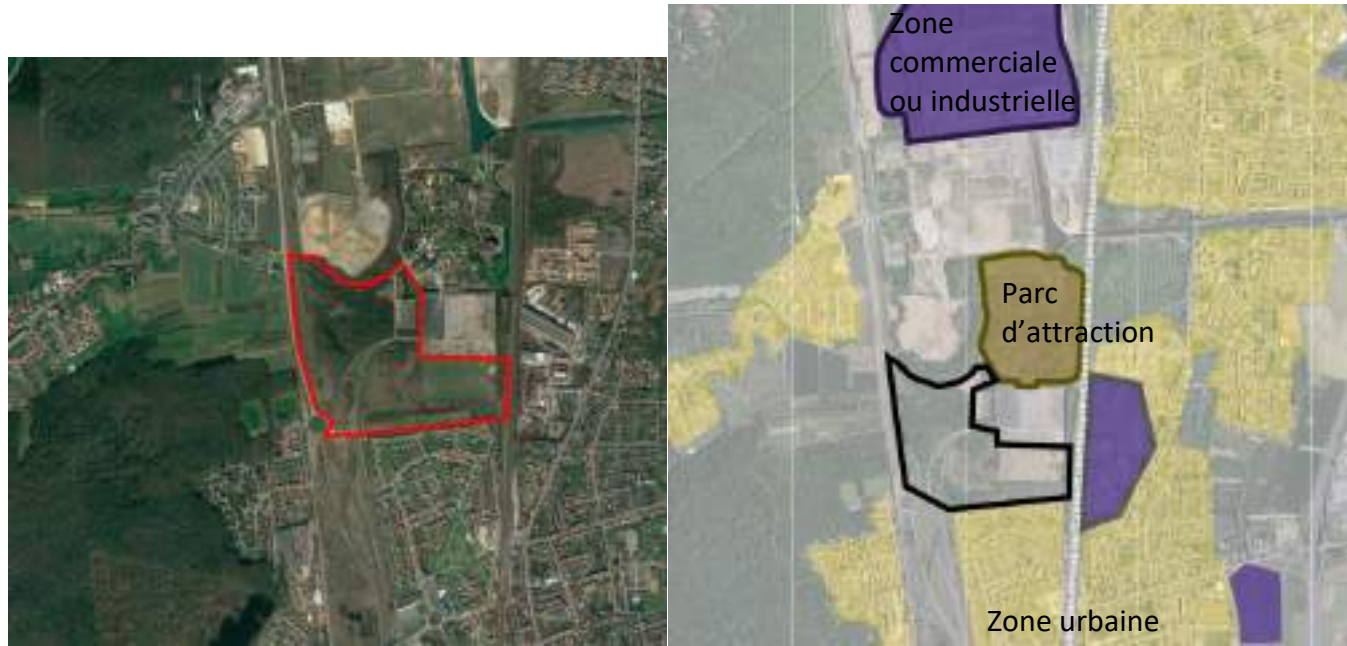 Zone
commerciale
ou industrielle
Parc
d’attraction
Zone urbaine